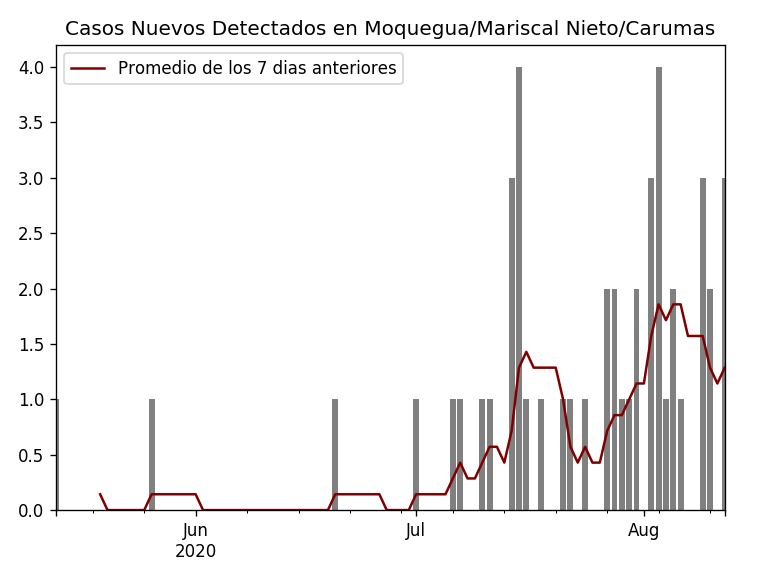 Casos Nuevos Detectados en Moquegua/Mariscal Nieto/Carumas
Promedio de los 7 dias anteriores
4.0
3.5
3.0
2.5
2.0
1.5
1.0
0.5
0.0
Jun
2020
Jul
Aug